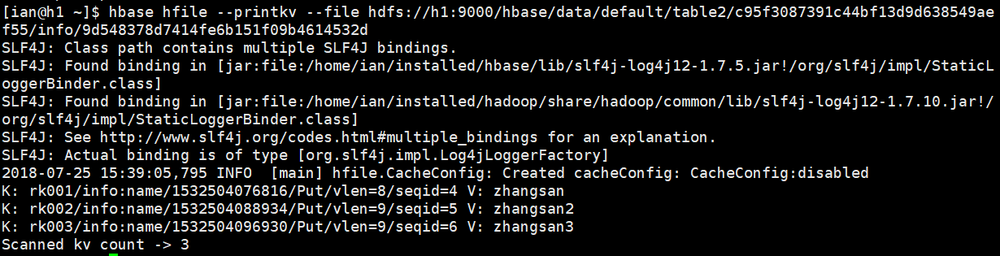 [ian@h1 ~]$ hbase hfile --printkv --file hdfs://h1:9000/hbase/data/default/table2/c95f3087391c44bf13d9d638549ae
f55/info/9d548378d7414fe6b151f09b4614532d
SLF4J: Class path contains multiple SLF4J bindings.
SLF4J: Found binding in [jar:file:/home/ian/installed/hbase/lib/slf4j-log4j12-1.7.5.jar!/org/slf4j/impl/StaticL
oggerBinder.class]
SLF4J: Found binding in [jar:file:/home/ian/installed/hadoop/share/hadoop/common/lib/slf4j-log4j12-1.7.10.jar!/
org/slf4j/impl/StaticLoggerBinder.class]
SLF4J: See http://www.slf4j.org/codes.html#multiple_bindings for an explanation.
SLF4J: Actual binding is of type [org.slf4j.impl.Log4jLoggerFactory]
2018-07-25 15:39:05,795 INFO  [main] hfile.CacheConfig: Created cacheConfig: CacheConfig:disabled
K: rk001/info:name/1532504076816/Put/vlen=8/seqid=4 V: zhangsan
K: rk002/info:name/1532504088934/Put/vlen=9/seqid=5 V: zhangsan2
K: rk003/info:name/1532504096930/Put/vlen=9/seqid=6 V: zhangsan3
Scanned kv count -> 3